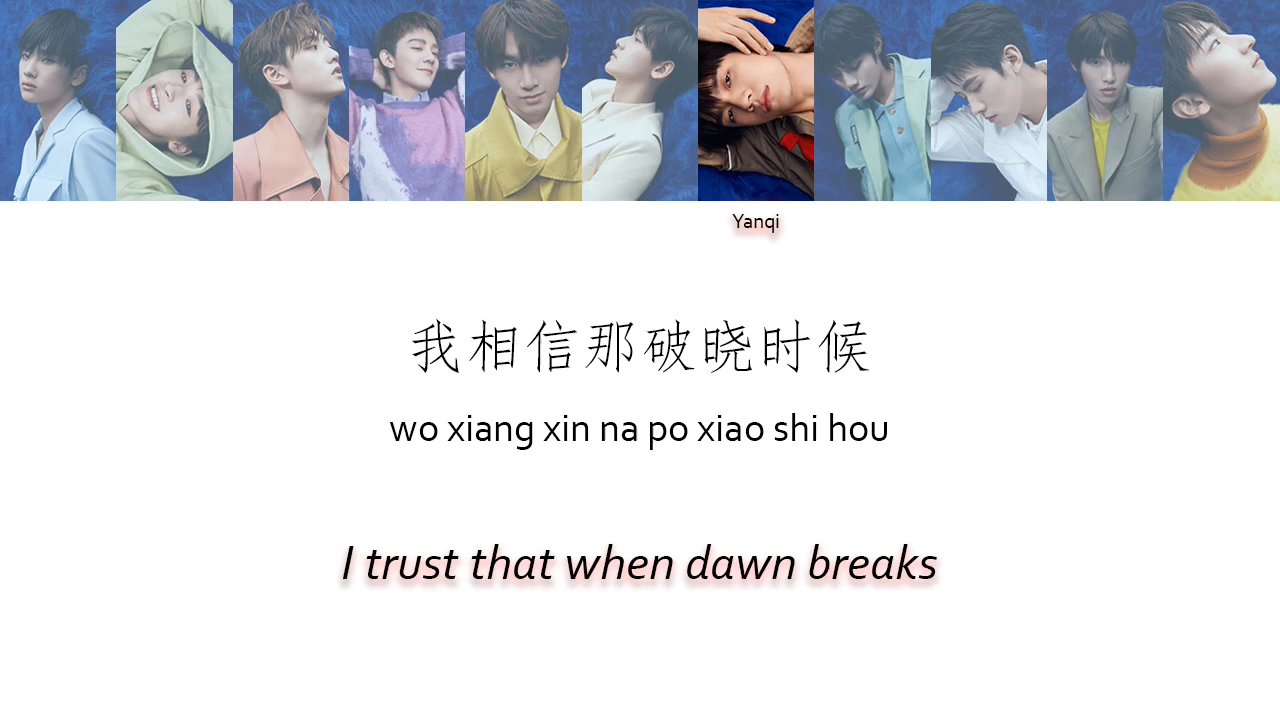 Yanqi
我相信那破晓时候
wo xiang xin na po xiao shi hou
I trust that when dawn breaks